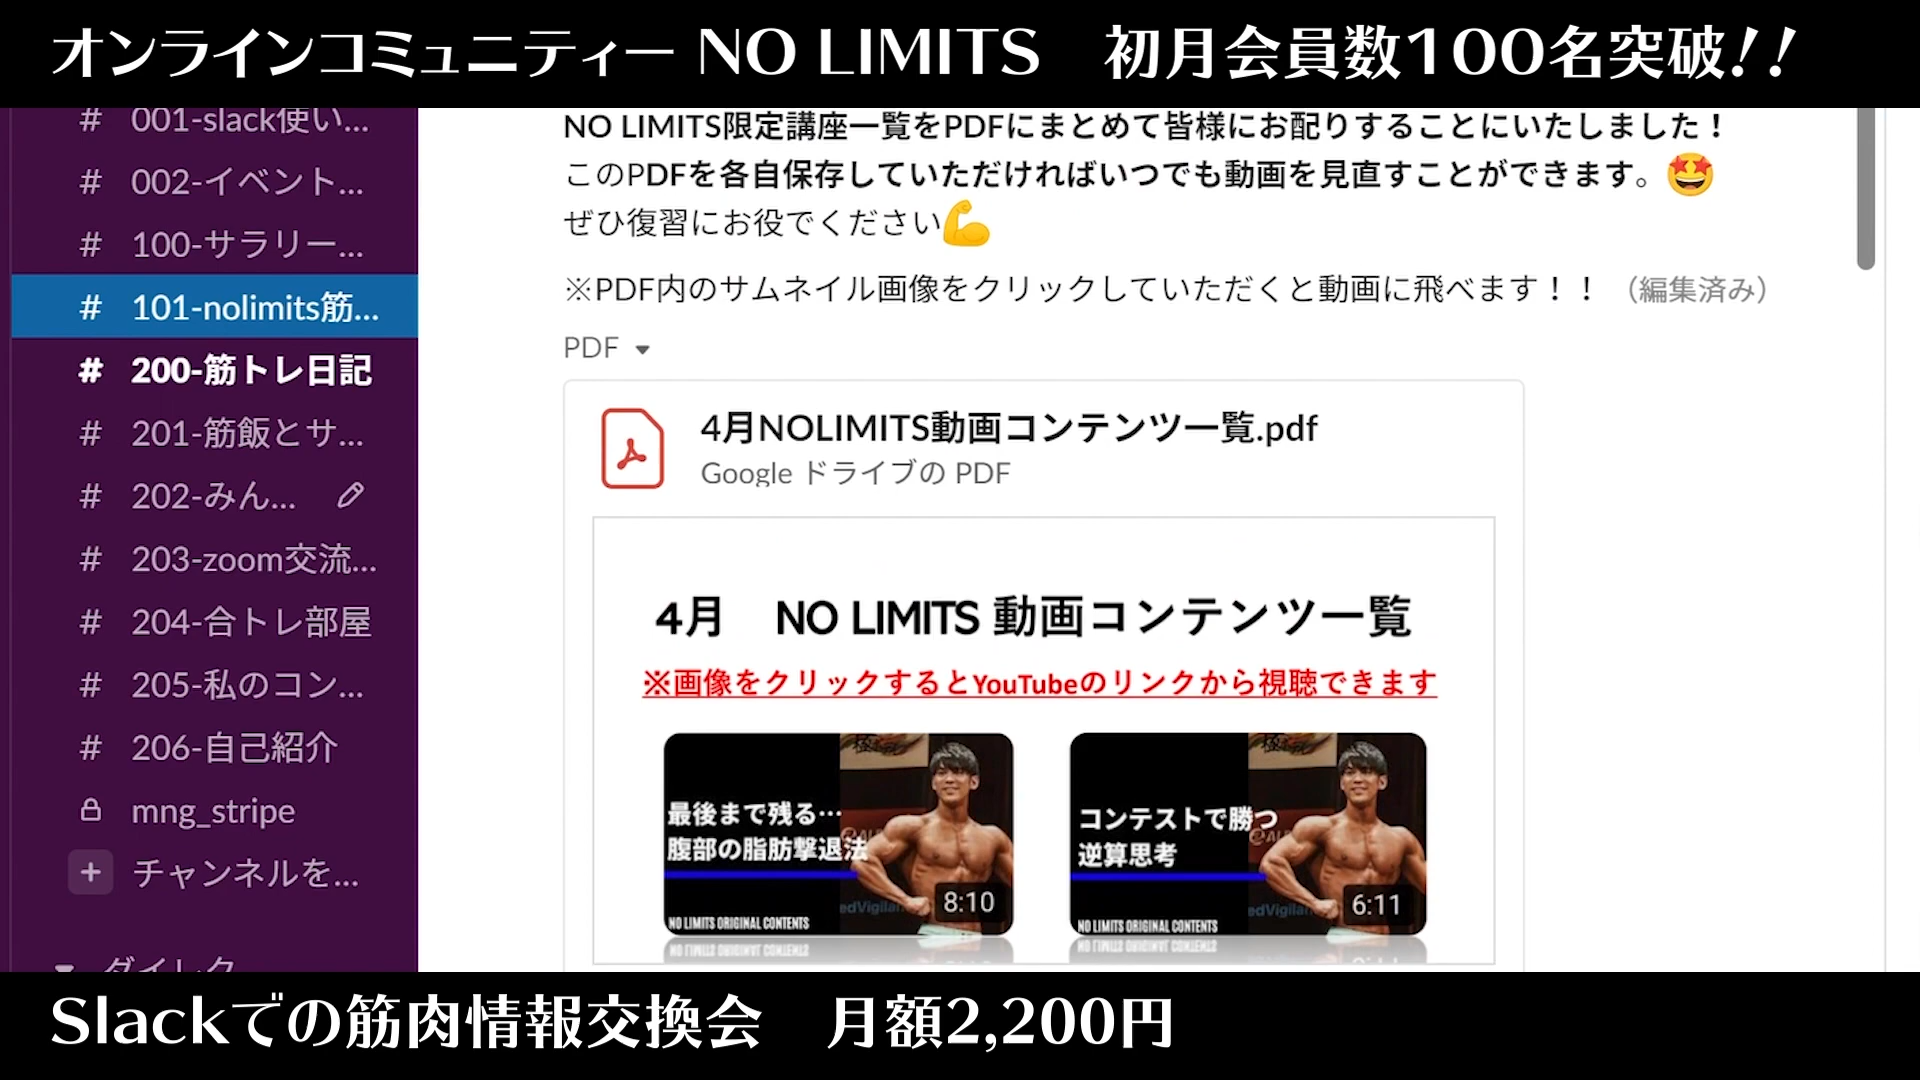 オンラインコミュニティー NO LIMITS　初月会員数100名突破!!
# 001-slack使い...
# 002-イベント...
# 100-サラリー...
# 101-nolimits筋...
# 200-筋トレ日記
# 201-筋飯とサ...
# 202-みん...
# 203-zoom交流...
# 204-合トレ部屋
# 205-私のコン...
# 206-自己紹介
mng_stripe
+ チャンネルを...
ダイレク
NO LIMITS限定講座一覧をPDFにまとめて皆様にお配りすることにいたしました！
このPDFを各自保存していただければいつでも動画を見直すことができます。🤩
ぜひ復習にお役でください💪
※PDF内のサムネイル画像をクリックしていただくと動画に飛べます！！（編集済み）
PDF
4月NOLIMITS動画コンテンツ一覧.pdf
Google ドライブの PDF
4月　NO LIMITS 動画コンテンツ一覧
※画像をクリックするとYouTubeのリンクから視聴できます
最後まで残る…
腹部の脂肪撃退法
8:10
NO LIMITS ORIGINAL CONTENTS
コンテストで勝つ
逆算思考
6:11
NO LIMITS ORIGINAL CONTENTS
Slackでの筋肉情報交換会　月額2,200円